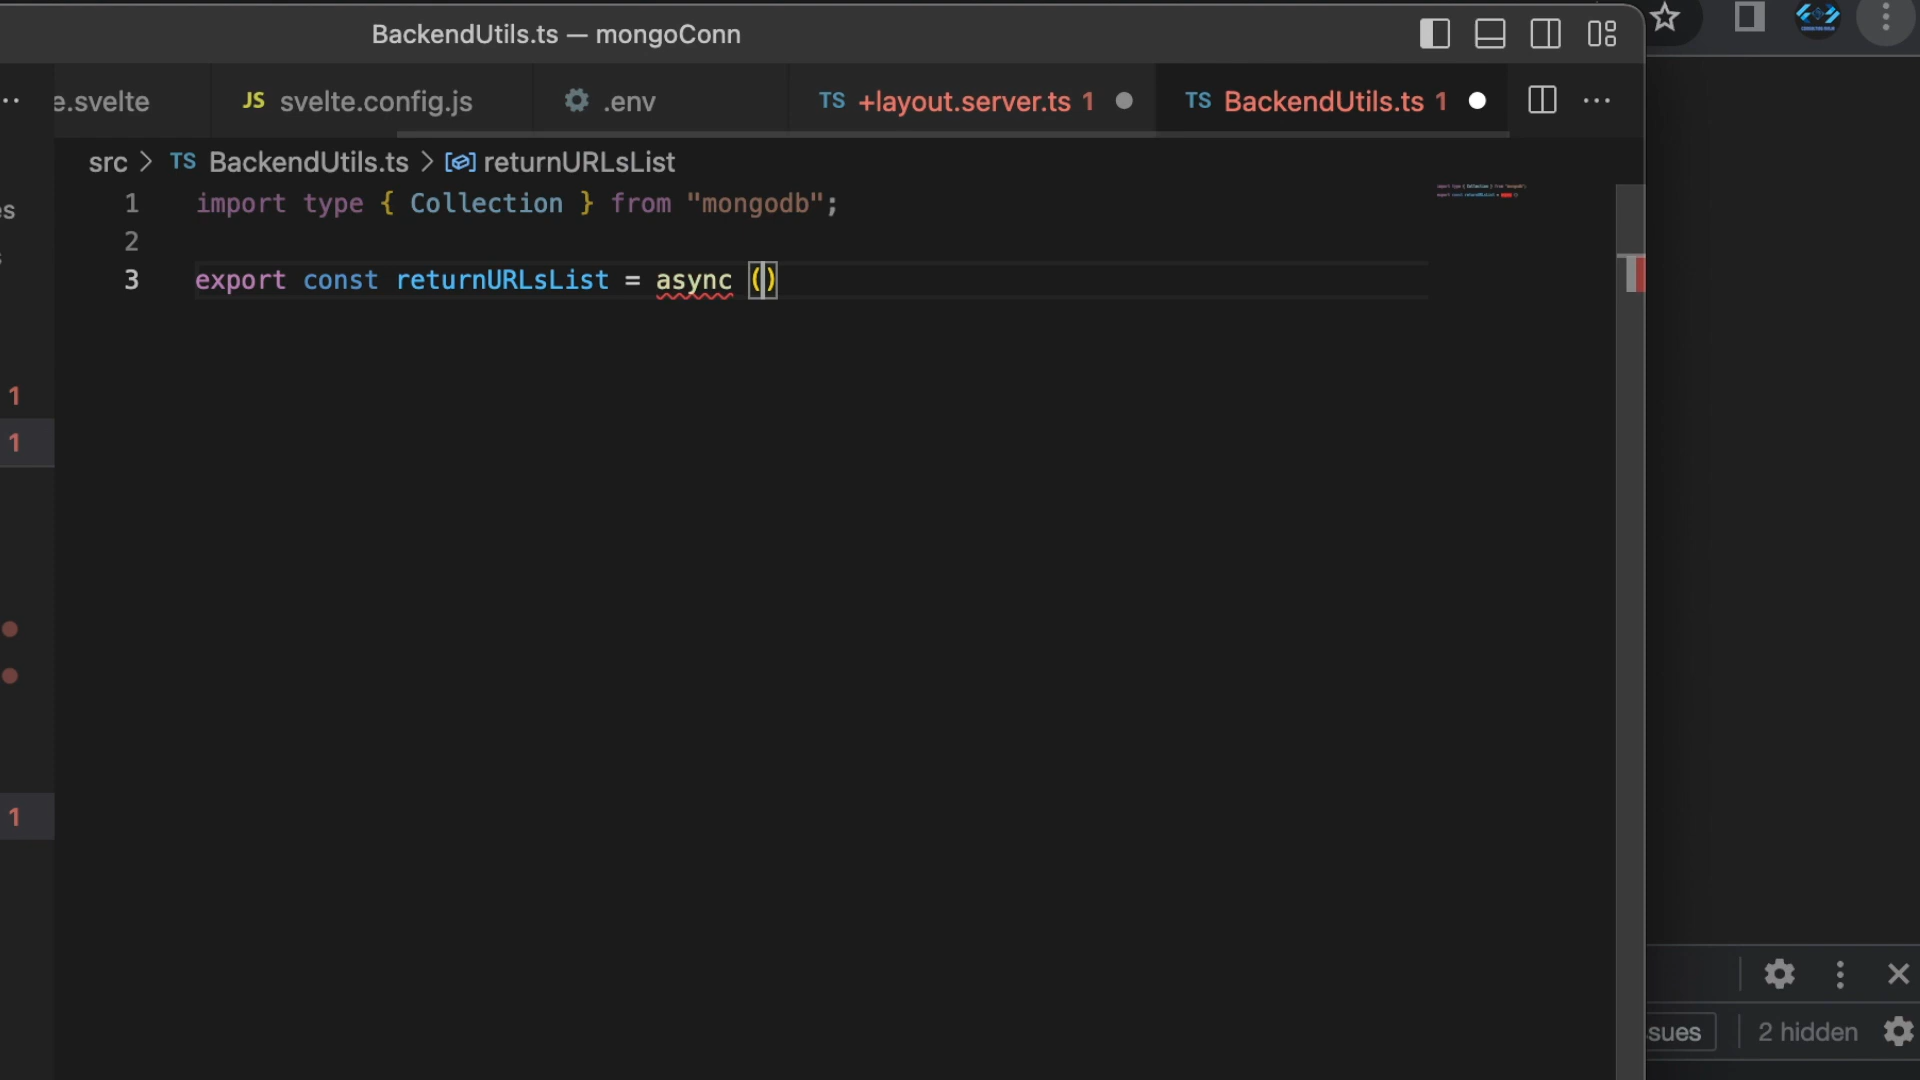 BackendUtils.ts — mongoConn
e.svelte
JS svelte.config.js
.env
TS +layout.server.ts 1
TS BackendUtils.ts 1
src > TS BackendUtils.ts > returnURLsList
1 import type { Collection } from "mongodb";
2
3 export const returnURLsList = async ()
es
1
1
1
sues
2 hidden